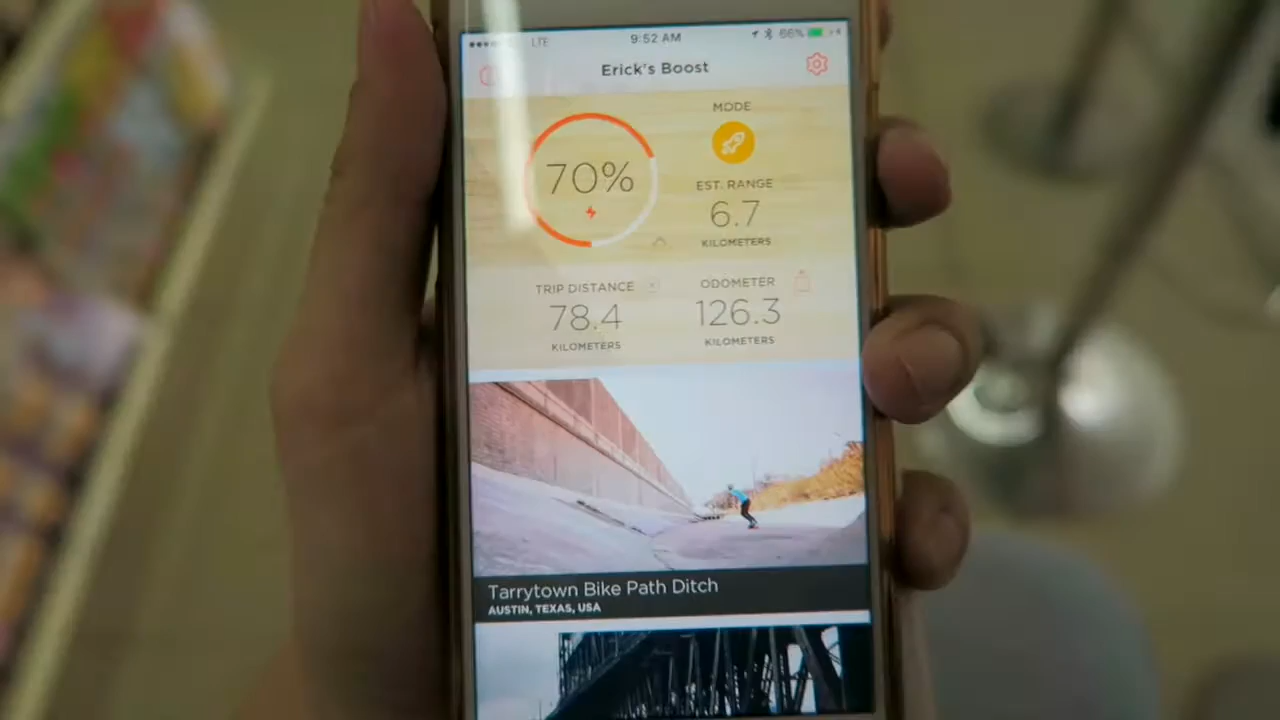 LTE 9:52 AM 66%
Erick's Boost
70%
MODE
EST. RANGE
6.7
KILOMETERS
TRIP DISTANCE
78.4
KILOMETERS
ODOMETER
126.3
KILOMETERS
Tarrytown Bike Path Ditch
AUSTIN, TEXAS, USA